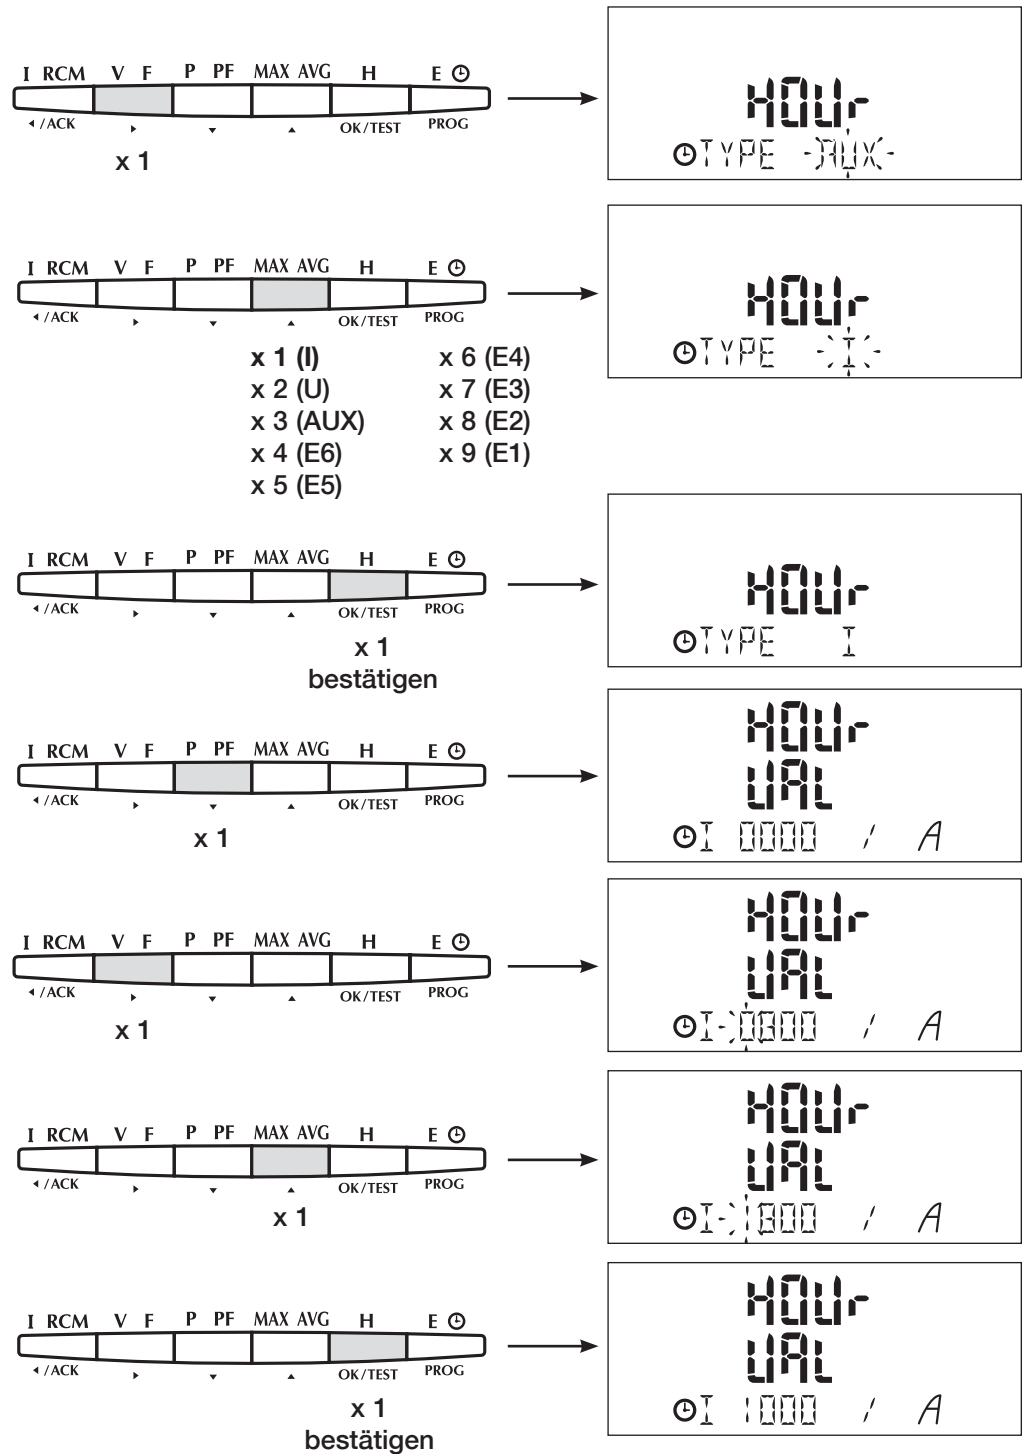 I RCM V F P PF MAX AVG H E
/ACK OK/TEST PROG
x 1
HOUr
TYPE AUX
I RCM V F P PF MAX AVG H E
/ACK OK/TEST PROG
x 1 (I) x 6 (E4)
x 2 (U) x 7 (E3)
x 3 (AUX) x 8 (E2)
x 4 (E6) x 9 (E1)
x 5 (E5)
HOUr
TYPE I
I RCM V F P PF MAX AVG H E
/ACK OK/TEST PROG
x 1
bestätigen
HOUr
TYPE I
I RCM V F P PF MAX AVG H E
/ACK OK/TEST PROG
x 1
HOUr
VAL
I 0000 / A
I RCM V F P PF MAX AVG H E
/ACK OK/TEST PROG
x 1
HOUr
VAL
I 0000 / A
I RCM V F P PF MAX AVG H E
/ACK OK/TEST PROG
x 1
HOUr
VAL
I 1000 / A
I RCM V F P PF MAX AVG H E
/ACK OK/TEST PROG
x 1
bestätigen
HOUr
VAL
I 1000 / A